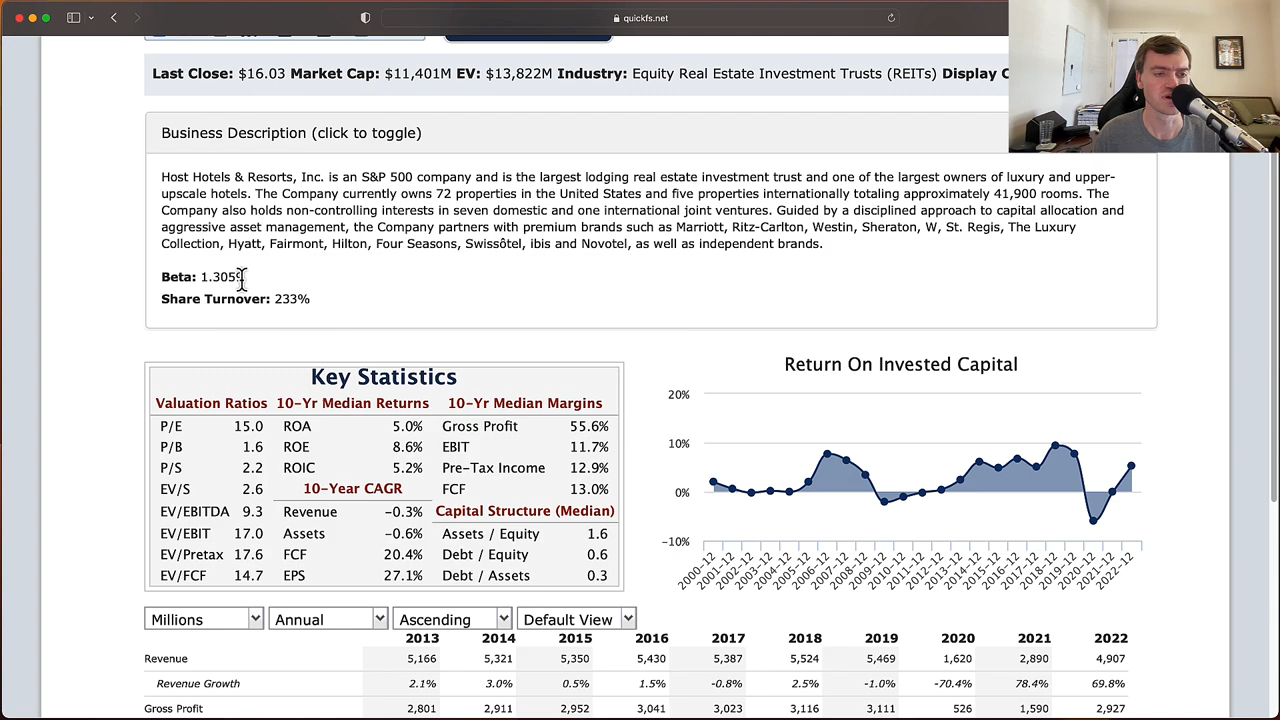 quickfs.net
Last Close: $16.03 Market Cap: $11,401M EV: $13,822M Industry: Equity Real Estate Investment Trusts (REITs) Display C
Business Description (click to toggle)
Host Hotels & Resorts, Inc. is an S&P 500 company and is the largest lodging real estate investment trust and one of the largest owners of luxury and upper-
upscale hotels. The Company currently owns 72 properties in the United States and five properties internationally totaling approximately 41,900 rooms. The
Company also holds non-controlling interests in seven domestic and one international joint ventures. Guided by a disciplined approach to capital allocation and
aggressive asset management, the Company partners with premium brands such as Marriott, Ritz-Carlton, Westin, Sheraton, W, St. Regis, The Luxury
Collection, Hyatt, Fairmont, Hilton, Four Seasons, Swissôtel, ibis and Novotel, as well as independent brands.
Beta: 1.305
Share Turnover: 233%
Key Statistics
Valuation Ratios 10-Yr Median Returns 10-Yr Median Margins
P/E 15.0 ROA 5.0% Gross Profit 55.6%
P/B 1.6 ROE 8.6% EBIT 11.7%
P/S 2.2 ROIC 5.2% Pre-Tax Income 12.9%
EV/S 2.6 10-Year CAGR FCF 13.0%
EV/EBITDA 9.3 Revenue -0.3% Capital Structure (Median)
EV/EBIT 17.0 Assets -0.6% Assets / Equity 1.6
EV/Pretax 17.6 FCF 20.4% Debt / Equity 0.6
EV/FCF 14.7 EPS 27.1% Debt / Assets 0.3
Return On Invested Capital
20%
10%
0%
-10%
2000-12 2001-12 2002-12 2003-12 2004-12 2005-12 2006-12 2007-12 2008-12 2009-12 2010-12 2011-12 2012-12 2013-12 2014-12 2015-12 2016-12 2017-12 2018-12 2019-12 2020-12 2021-12 2022-12
Millions Annual Ascending Default View
2013 2014 2015 2016 2017 2018 2019 2020 2021 2022
Revenue 5,166 5,321 5,350 5,430 5,387 5,524 5,469 1,620 2,890 4,907
Revenue Growth 2.1% 3.0% 0.5% 1.5% -0.8% 2.5% -1.0% -70.4% 78.4% 69.8%
Gross Profit 2,801 2,911 2,952 3,041 3,023 3,116 3,111 526 1,590 2,927